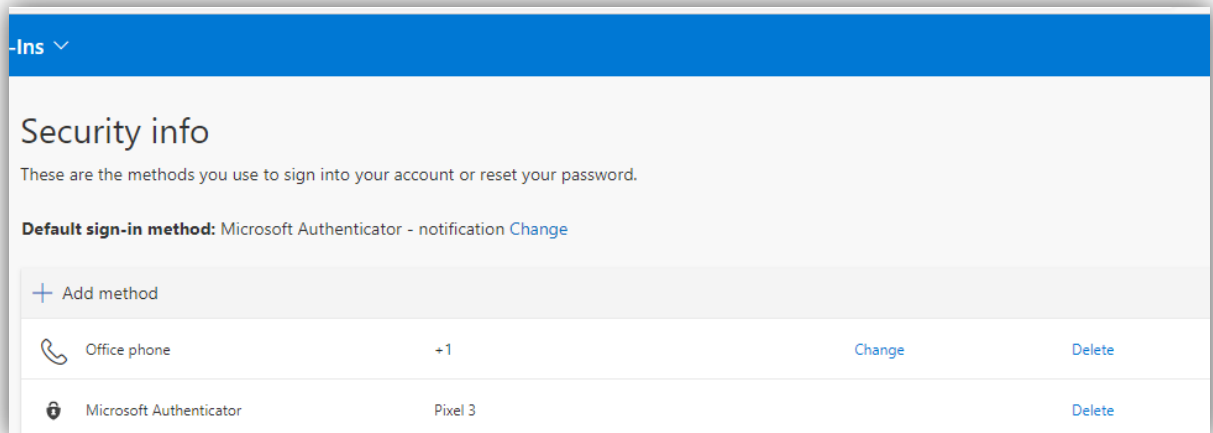 -Ins
Security info
These are the methods you use to sign into your account or reset your password.
Default sign-in method: Microsoft Authenticator - notification Change
Add method
Office phone +1 Change Delete
Microsoft Authenticator Pixel 3 Delete